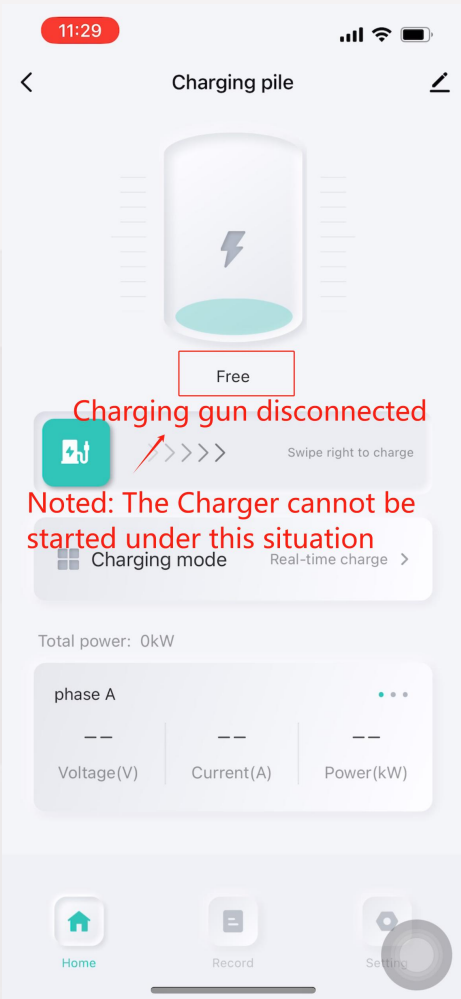 11:29
Charging pile
Free
Charging gun disconnected
Swipe right to charge
Noted: The Charger cannot be
started under this situation
Charging mode
Real-time charge
Total power: 0kW
phase A
-- -- --
Voltage(V) Current(A) Power(kW)
Home Record Setting